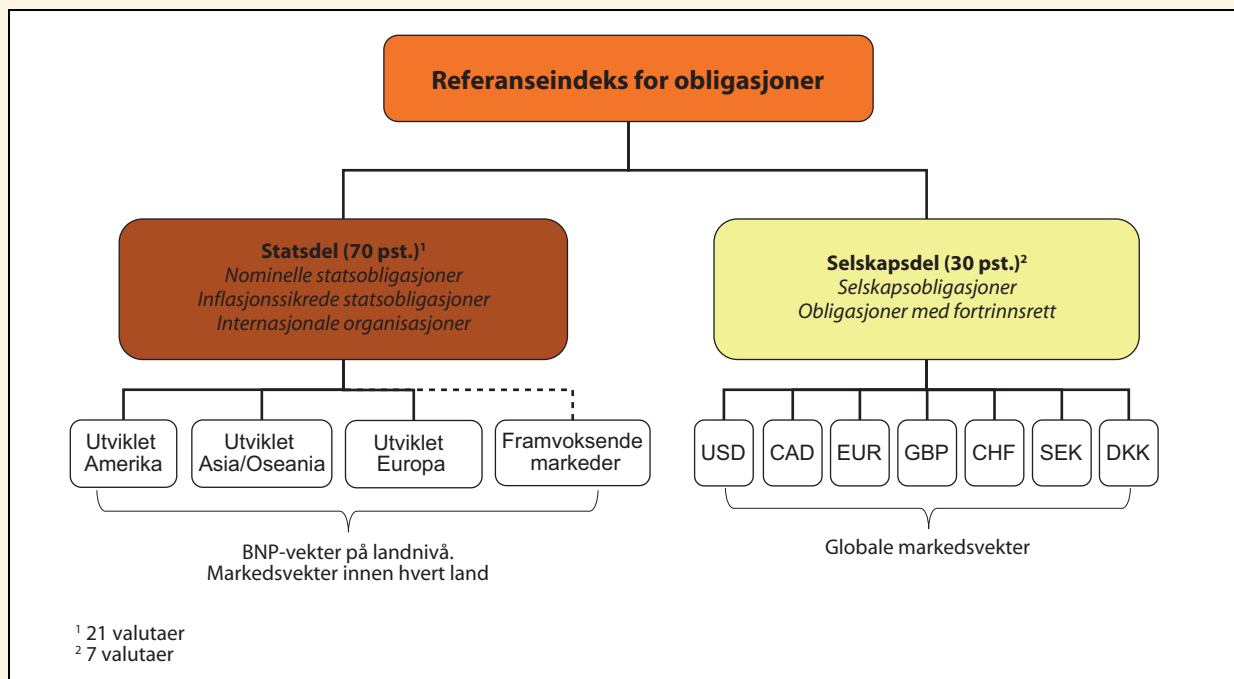 Referanseindeks for obligasjoner
Statsdel (70 pst.)¹
Nominelle statsobligasjoner
Inflasjonssikrede statsobligasjoner
Internasjonale organisasjoner
Selskapsdel (30 pst.)²
Selskapsobligasjoner
Obligasjoner med fortrinnsrett
Utviklet
Amerika
Utviklet
Asia/Oseania
Utviklet
Europa
Framvoksende
markeder
USD
CAD
EUR
GBP
CHF
SEK
DKK
BNP-vekter på landnivå.
Markedsvekter innen hvert land
Globale markedsvekter
¹ 21 valutaer
² 7 valutaer